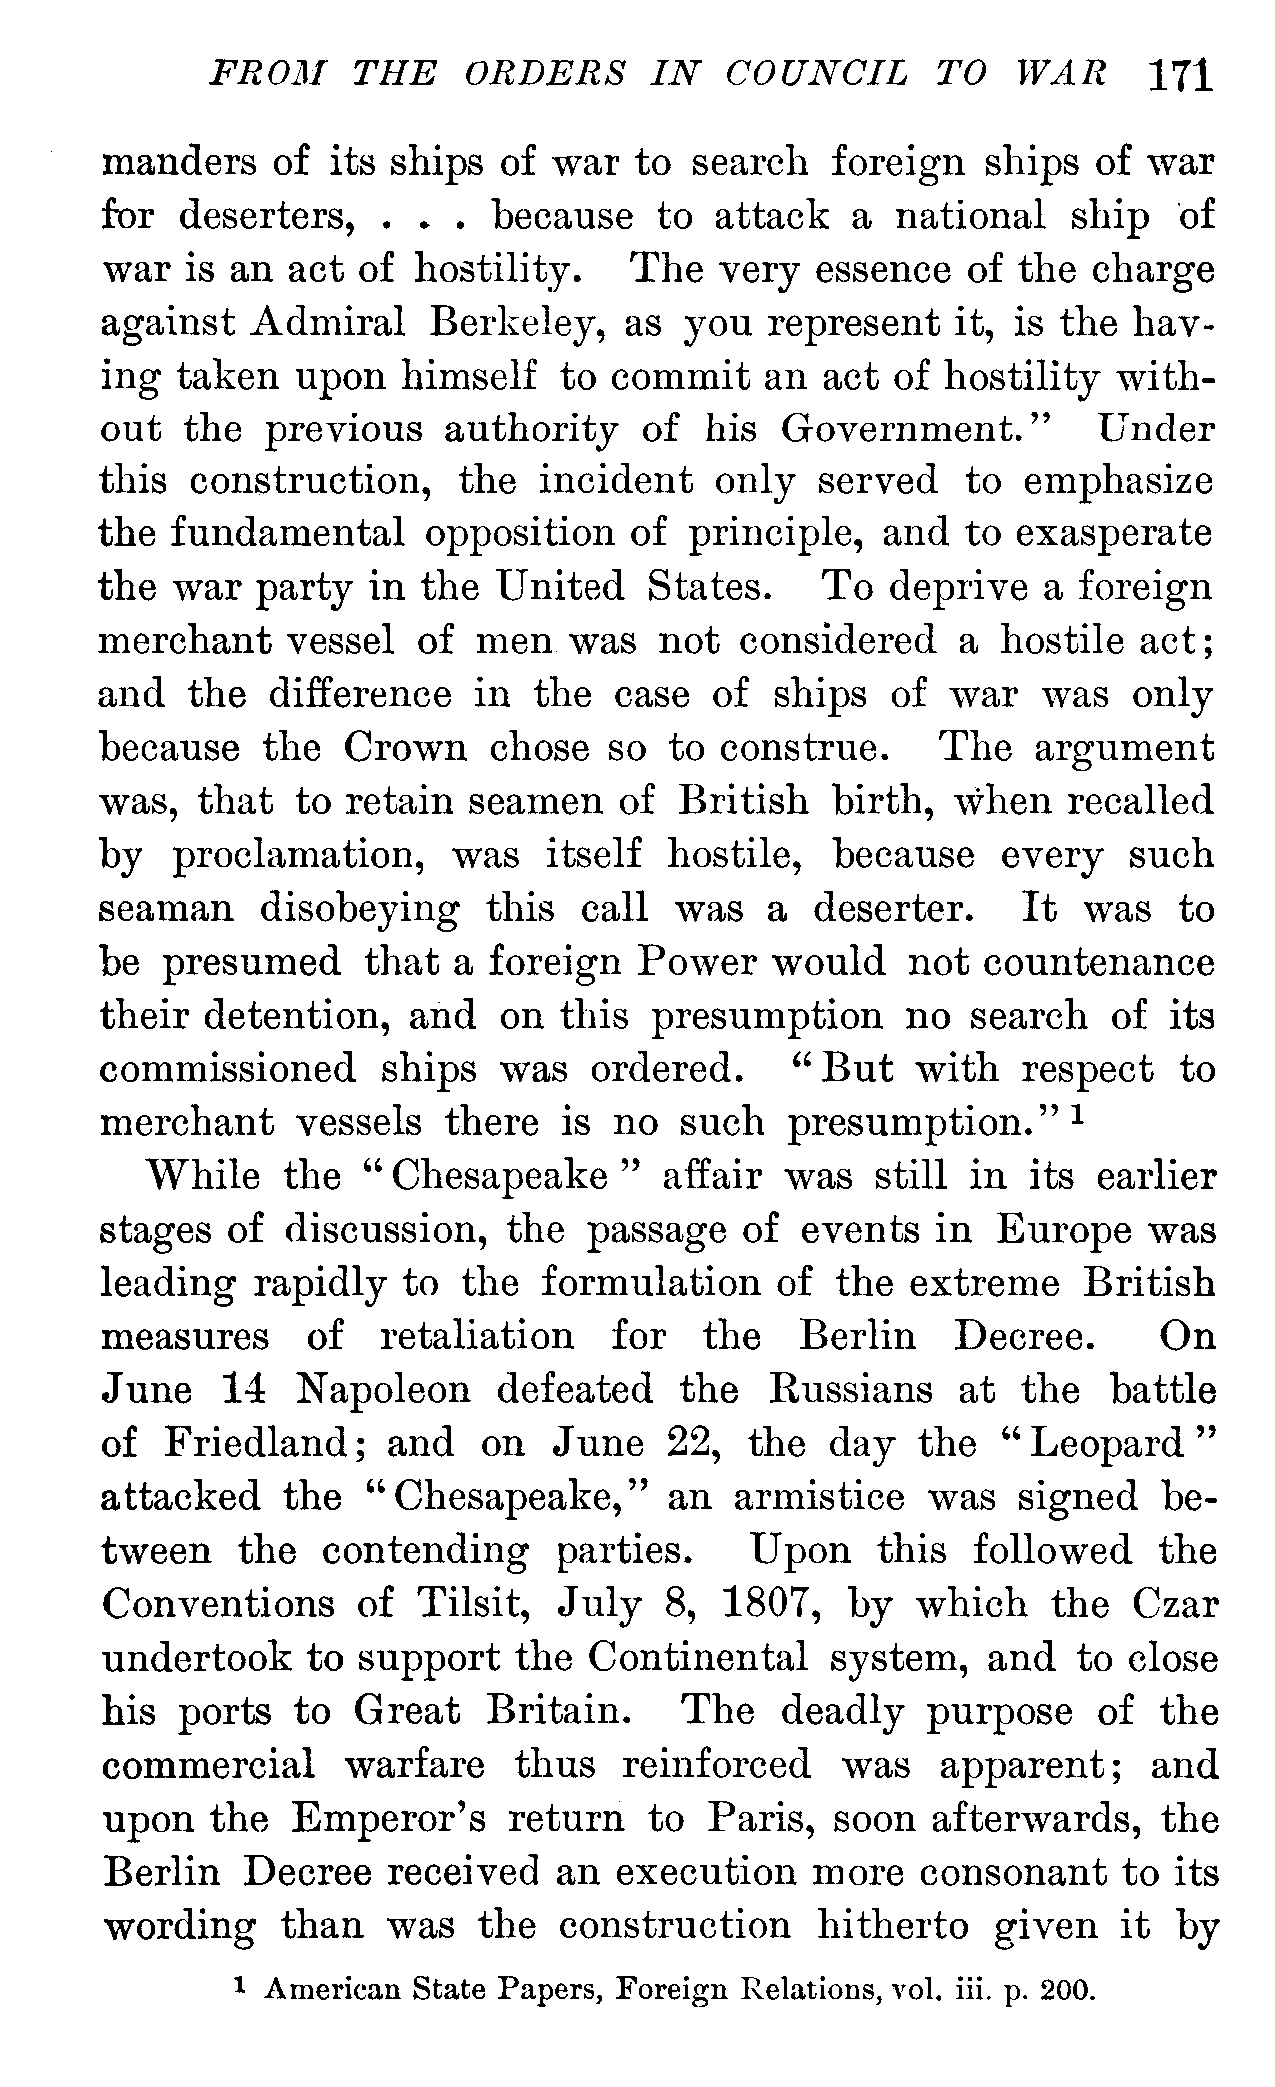 FROM THE ORDERS IN COUNCIL TO WAR 171
manders of its ships of war to search foreign ships of war
for deserters, . . . because to attack a national ship of
war is an act of hostility. The very essence of the charge
against Admiral Berkeley, as you represent it, is the hav-
ing taken upon himself to commit an act of hostility with-
out the previous authority of his Government.” Under
this construction, the incident only served to emphasize
the fundamental opposition of principle, and to exasperate
the war party in the United States. To deprive a foreign
merchant vessel of men was not considered a hostile act;
and the difference in the case of ships of war was only
because the Crown chose so to construe. The argument
was, that to retain seamen of British birth, when recalled
by proclamation, was itself hostile, because every such
seaman disobeying this call was a deserter. It was to
be presumed that a foreign Power would not countenance
their detention, and on this presumption no search of its
commissioned ships was ordered. “But with respect to
merchant vessels there is no such presumption.” 1
While the “Chesapeake” affair was still in its earlier
stages of discussion, the passage of events in Europe was
leading rapidly to the formulation of the extreme British
measures of retaliation for the Berlin Decree. On
June 14 Napoleon defeated the Russians at the battle
of Friedland; and on June 22, the day the “Leopard”
attacked the “Chesapeake,” an armistice was signed be-
tween the contending parties. Upon this followed the
Conventions of Tilsit, July 8, 1807, by which the Czar
undertook to support the Continental system, and to close
his ports to Great Britain. The deadly purpose of the
commercial warfare thus reinforced was apparent; and
upon the Emperor’s return to Paris, soon afterwards, the
Berlin Decree received an execution more consonant to its
wording than was the construction hitherto given it by
1 American State Papers, Foreign Relations, vol. iii. p. 200.